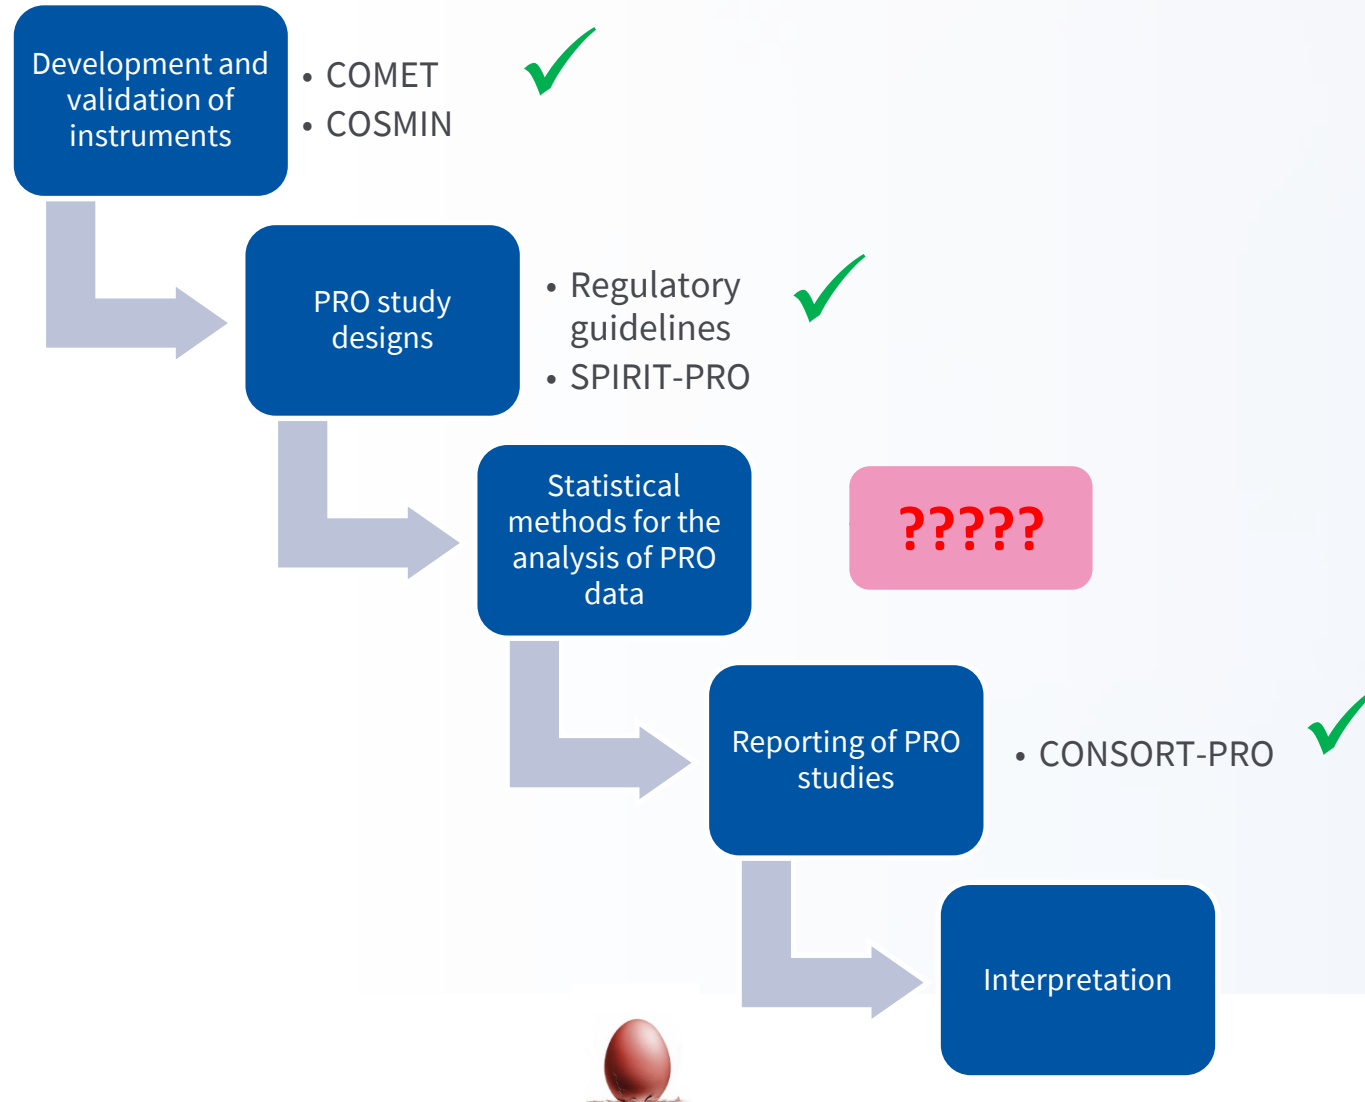 Development and
validation of
instruments
• COMET
• COSMIN
PRO study
designs
• Regulatory
guidelines
• SPIRIT-PRO
Statistical
methods for the
analysis of PRO
data
?????
Reporting of PRO
studies
• CONSORT-PRO
Interpretation